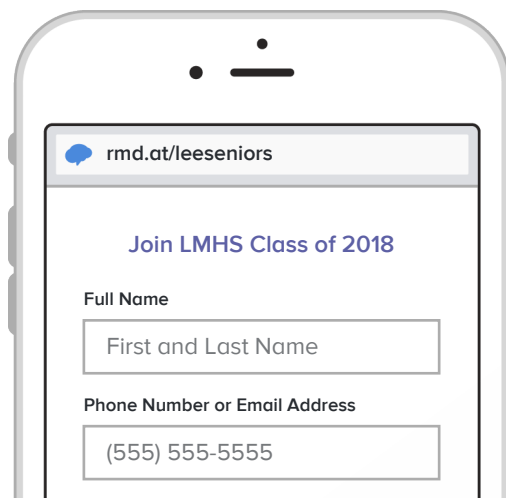 rmd.at/leeseniors
Join LMHS Class of 2018
Full Name
First and Last Name
Phone Number or Email Address
(555) 555-5555